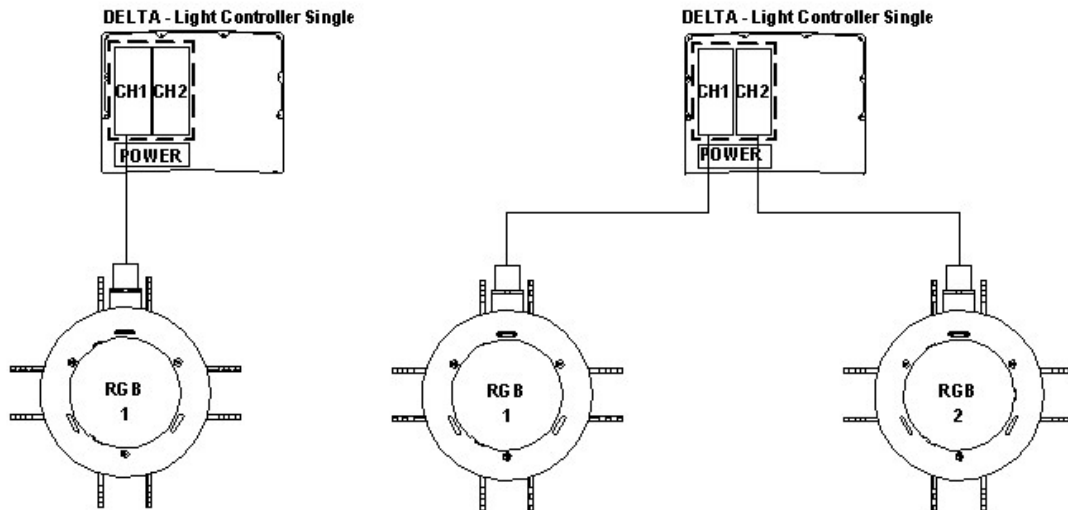 DELTA - Light Controller Single
CH1 CH2
POWER
RGB
1
DELTA - Light Controller Single
CH1 CH2
POWER
RGB
1
RGB
2